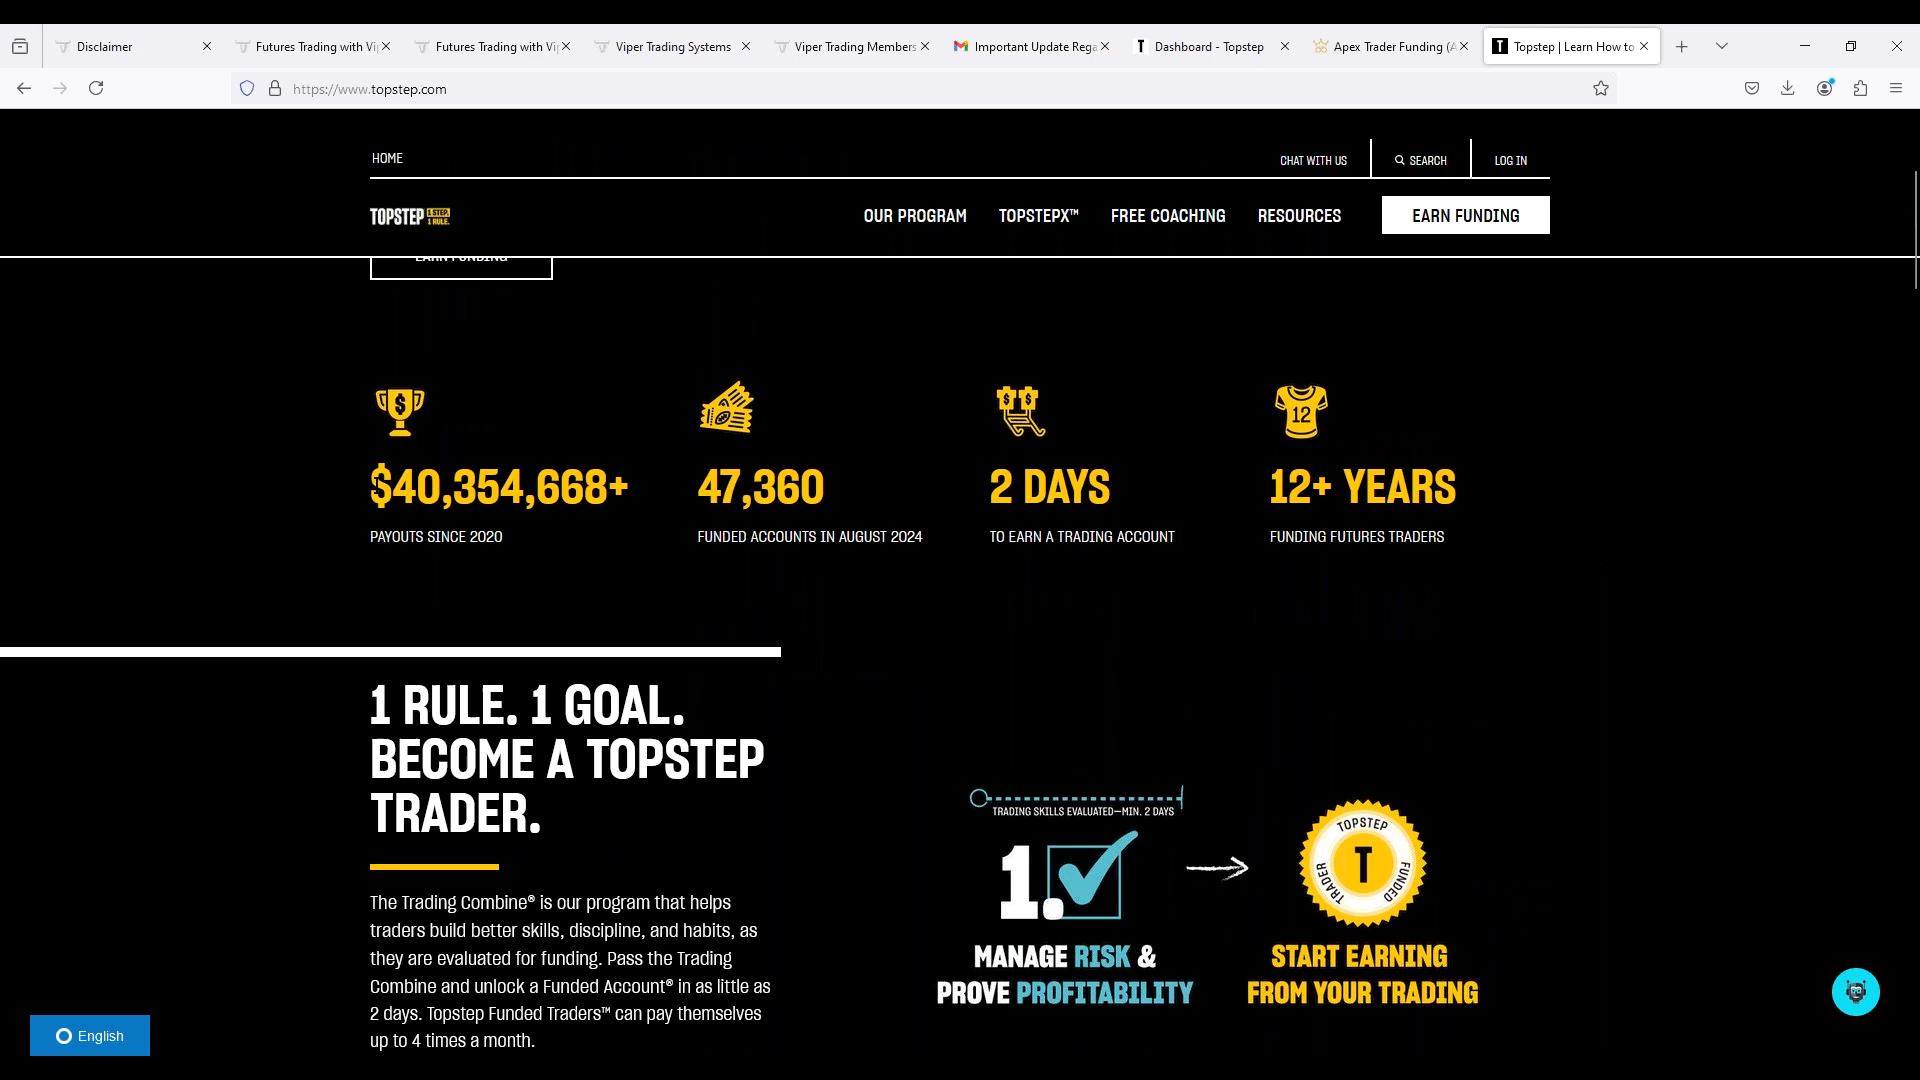 Disclaimer
Futures Trading with Vi
Futures Trading with Vi
Viper Trading Systems
Viper Trading Members
Important Update Rega
Dashboard - Topstep
Apex Trader Funding (A
Topstep | Learn How to
https://www.topstep.com
HOME
CHAT WITH US
SEARCH
LOG IN
TOPSTEP 1 STEP. 1 RULE.
OUR PROGRAM
TOPSTEPX™
FREE COACHING
RESOURCES
EARN FUNDING
EARN FUNDING
$40,354,668+
47,360
2 DAYS
12+ YEARS
PAYOUTS SINCE 2020
FUNDED ACCOUNTS IN AUGUST 2024
TO EARN A TRADING ACCOUNT
FUNDING FUTURES TRADERS
1 RULE. 1 GOAL.
BECOME A TOPSTEP
TRADER.
The Trading Combine® is our program that helps
traders build better skills, discipline, and habits, as
they are evaluated for funding. Pass the Trading
Combine and unlock a Funded Account® in as little as
2 days. Topstep Funded Traders™ can pay themselves
up to 4 times a month.
TRADING SKILLS EVALUATED—MIN. 2 DAYS
1.
MANAGE RISK &
PROVE PROFITABILITY
TOPSTEP
T
FUNDED
TRADER
START EARNING
FROM YOUR TRADING
12
English